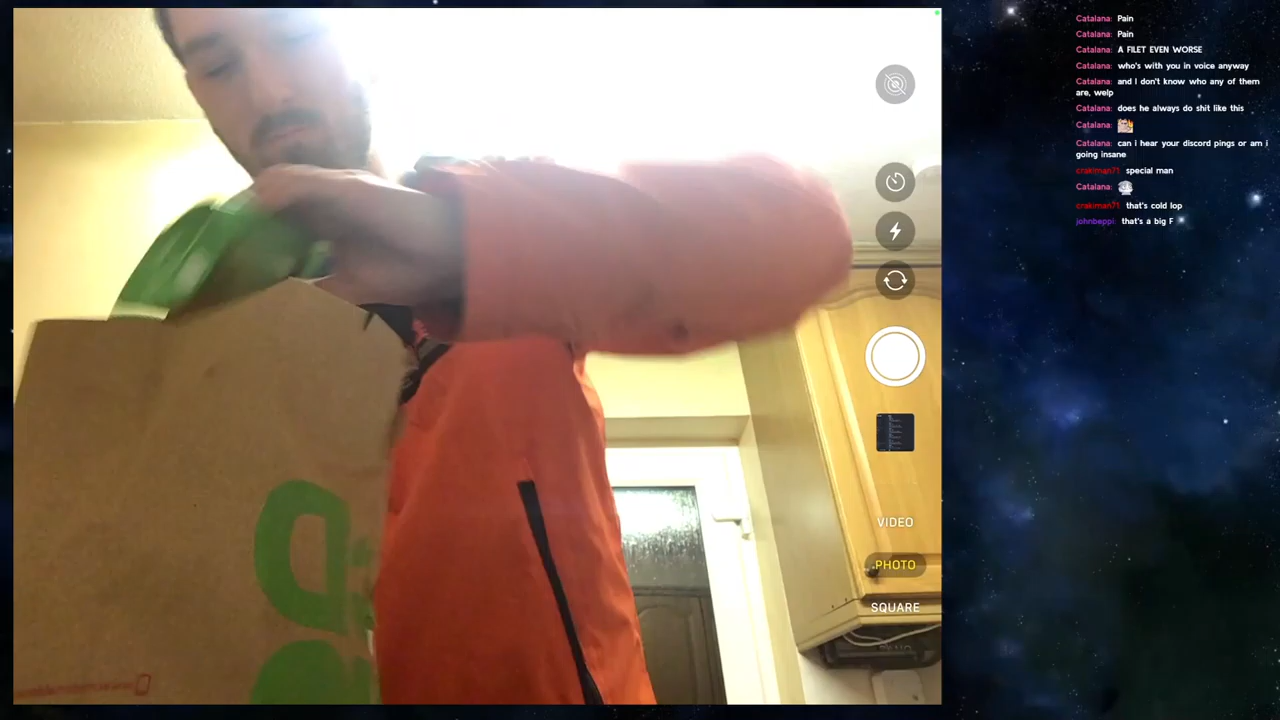 VIDEO
PHOTO
SQUARE
Catalana: Pain
Catalana: Pain
Catalana: A FILET EVEN WORSE
Catalana: who's with you in voice anyway
Catalana: and I don't know who any of them
are, welp
Catalana: does he always do shit like this
Catalana:
Catalana: can i hear your discord pings or am i
going insane
crakiman71 special man
Catalana:
crakiman71 that's cold lop
johnbeppi: that's a big F